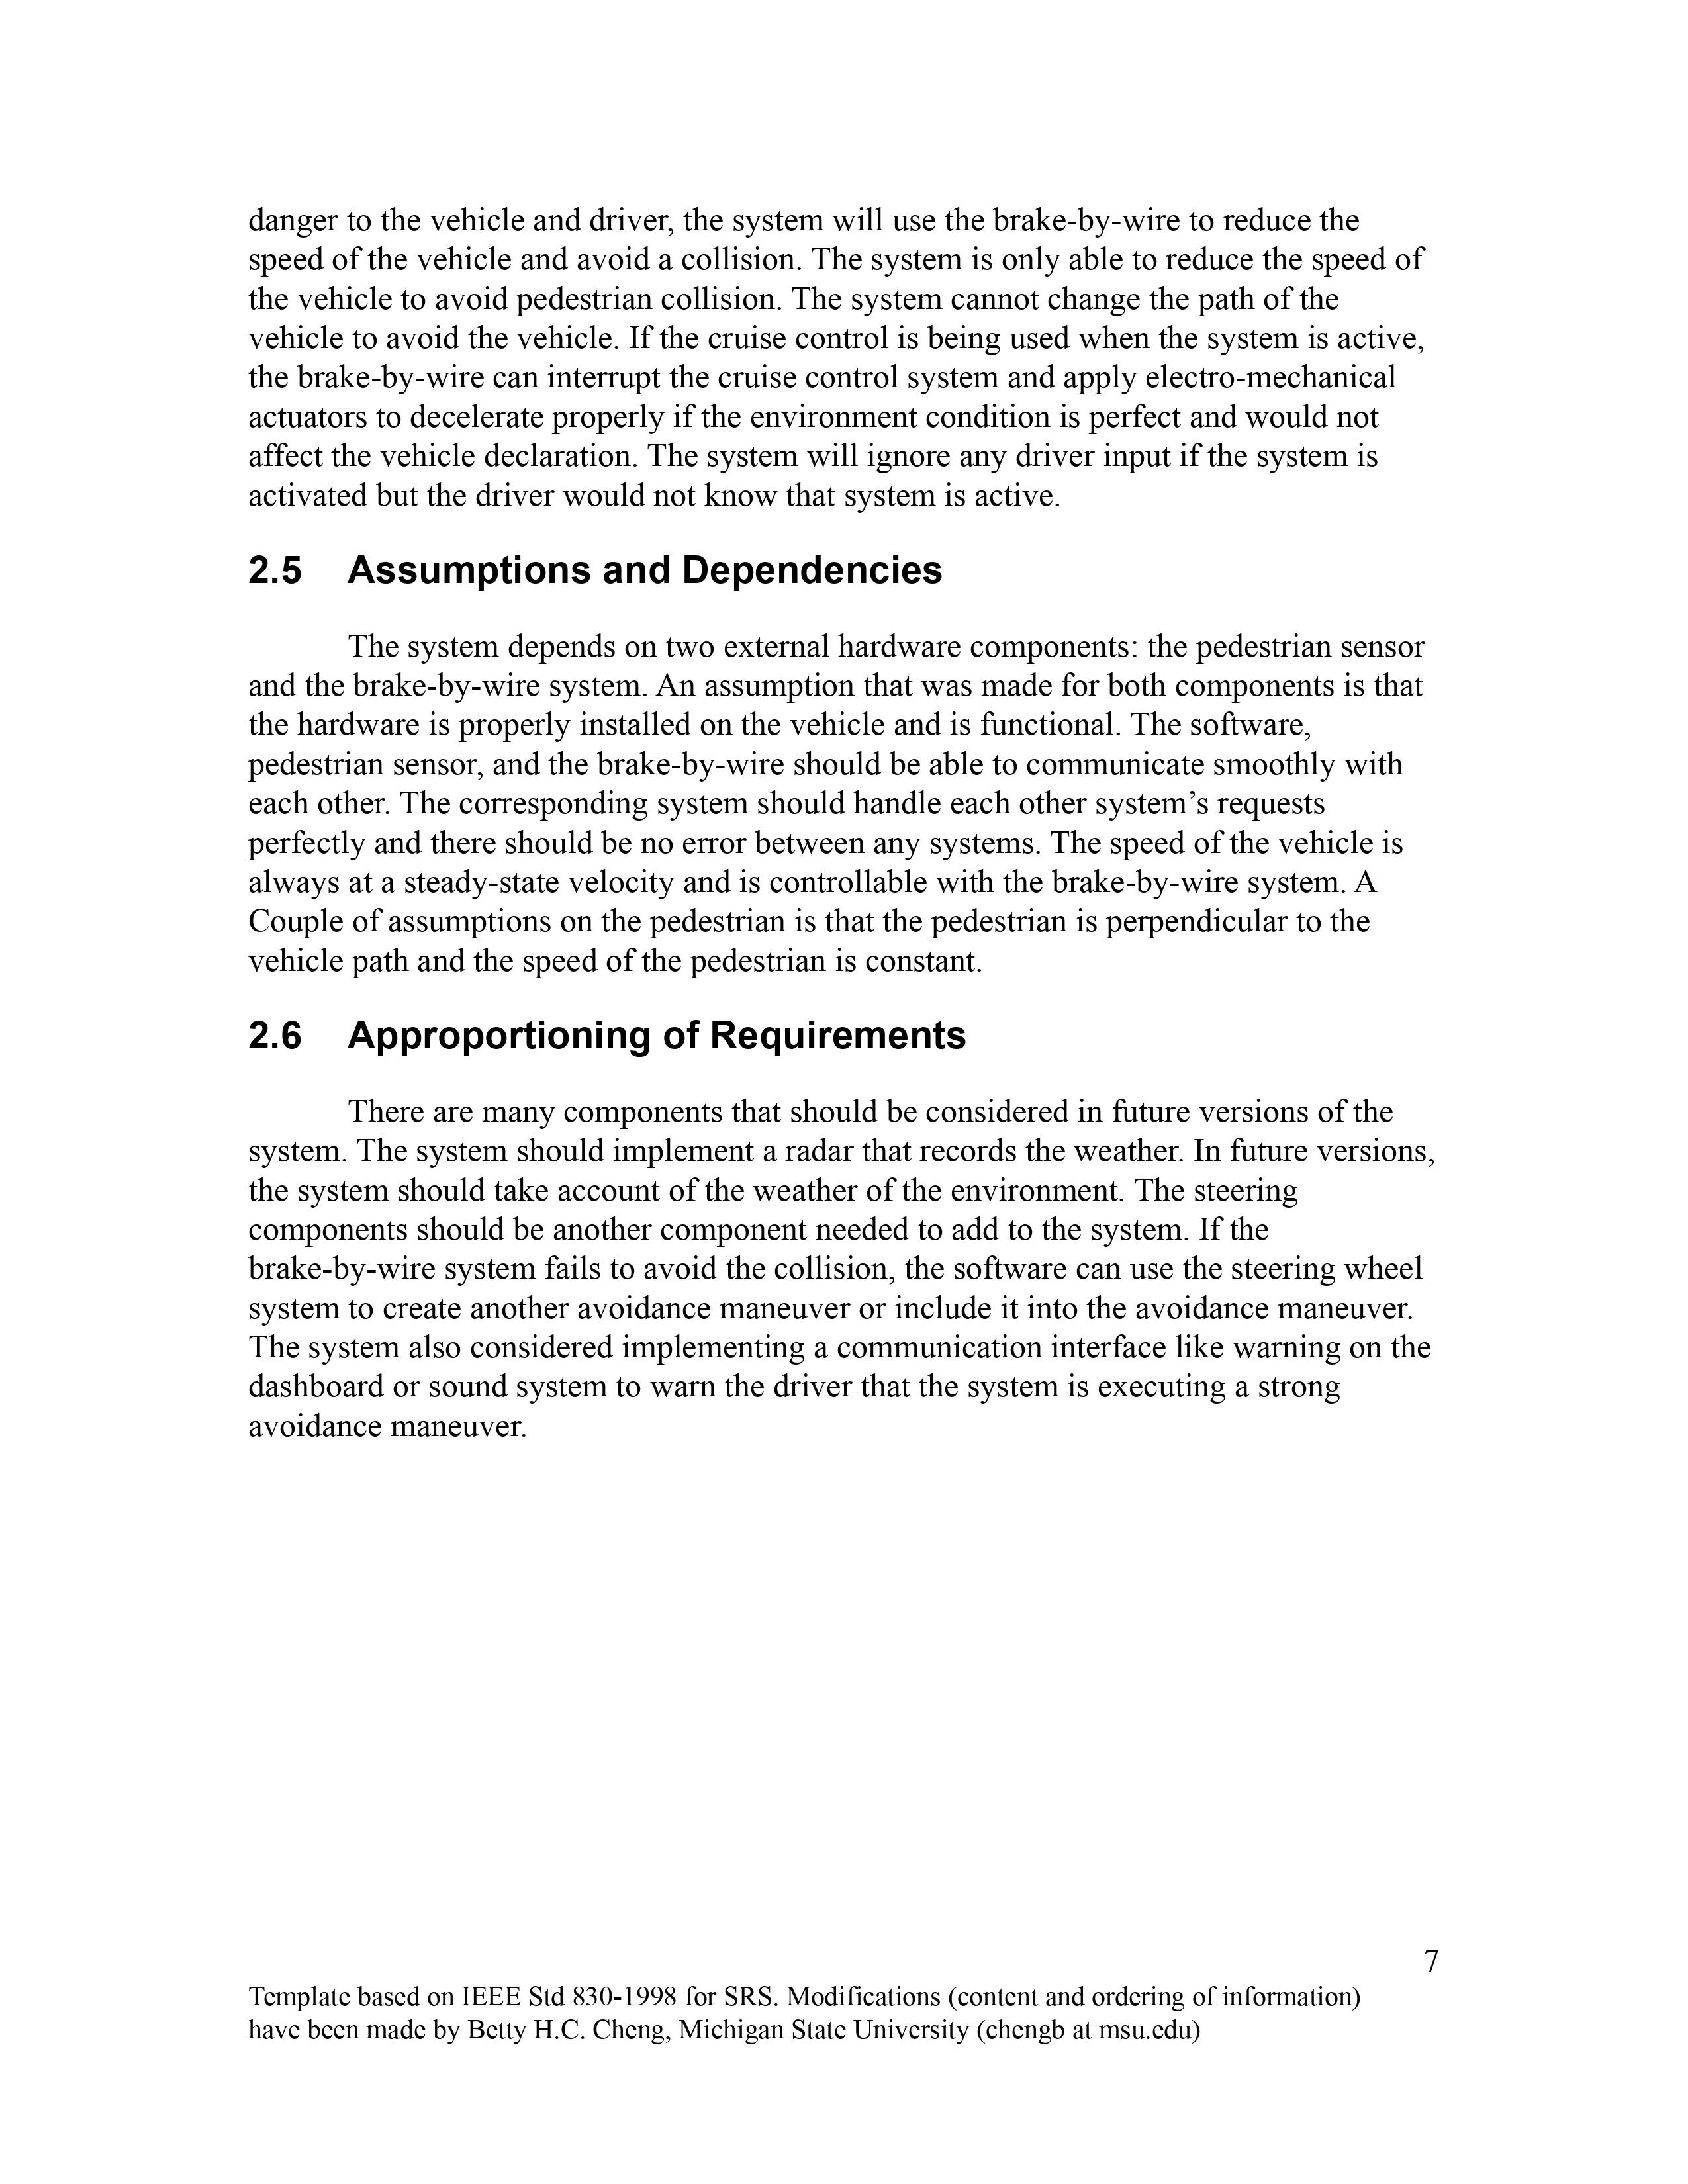 danger to the vehicle and driver, the system will use the brake-by-wire to reduce the
speed of the vehicle and avoid a collision. The system is only able to reduce the speed of
the vehicle to avoid pedestrian collision. The system cannot change the path of the
vehicle to avoid the vehicle. If the cruise control is being used when the system is active,
the brake-by-wire can interrupt the cruise control system and apply electro-mechanical
actuators to decelerate properly if the environment condition is perfect and would not
affect the vehicle declaration. The system will ignore any driver input if the system is
activated but the driver would not know that system is active.
2.5 Assumptions and Dependencies
The system depends on two external hardware components: the pedestrian sensor
and the brake-by-wire system. An assumption that was made for both components is that
the hardware is properly installed on the vehicle and is functional. The software,
pedestrian sensor, and the brake-by-wire should be able to communicate smoothly with
each other. The corresponding system should handle each other system’s requests
perfectly and there should be no error between any systems. The speed of the vehicle is
always at a steady-state velocity and is controllable with the brake-by-wire system. A
Couple of assumptions on the pedestrian is that the pedestrian is perpendicular to the
vehicle path and the speed of the pedestrian is constant.
2.6 Approportioning of Requirements
There are many components that should be considered in future versions of the
system. The system should implement a radar that records the weather. In future versions,
the system should take account of the weather of the environment. The steering
components should be another component needed to add to the system. If the
brake-by-wire system fails to avoid the collision, the software can use the steering wheel
system to create another avoidance maneuver or include it into the avoidance maneuver.
The system also considered implementing a communication interface like warning on the
dashboard or sound system to warn the driver that the system is executing a strong
avoidance maneuver.
7
Template based on IEEE Std 830-1998 for SRS. Modifications (content and ordering of information)
have been made by Betty H.C. Cheng, Michigan State University (chengb at msu.edu)